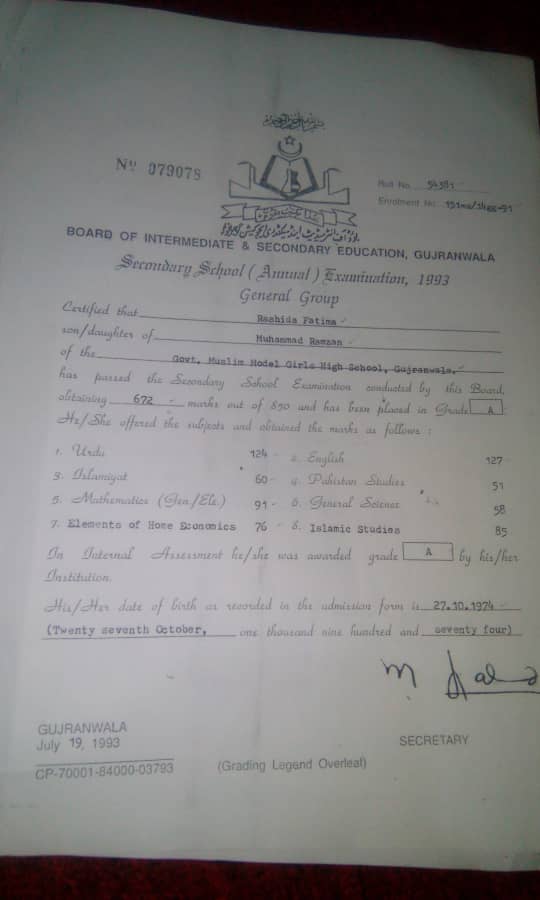 Nº 079078
Roll No. 54381
Enrolment No.
BOARD OF INTERMEDIATE & SECONDARY EDUCATION, GUJRANWALA
Secondary School (Annual) Examination, 1993
General Group
Certified that Rashida Fatima
son/daughter of Muhammad Ramzan
of the Govt, Muslim Model Girls High School, Gujranwala,
has passed the Secondary School Examination conducted by this Board,
obtaining 672 marks out of 850 and has been placed in Grade A
He/She offered the subjects and obtained the marks as follows :
1. Urdu 124 2. English 127
3. Islamiyat 60 4. Pakistan Studies 51
5. Mathematics (Gen./Ele.) 91 6. General Science 58
7. Elements of Home Economics 76 8. Islamic Studies 85
In Internal Assessment he/she was awarded grade A by his/her
Institution.
His/Her date of birth as recorded in the admission form is 27.10.1974
(Twenty seventh October, one thousand nine hundred and seventy four)
GUJRANWALA
July 19, 1993
SECRETARY
CP-70001-84000-03793
(Grading Legend Overleaf)